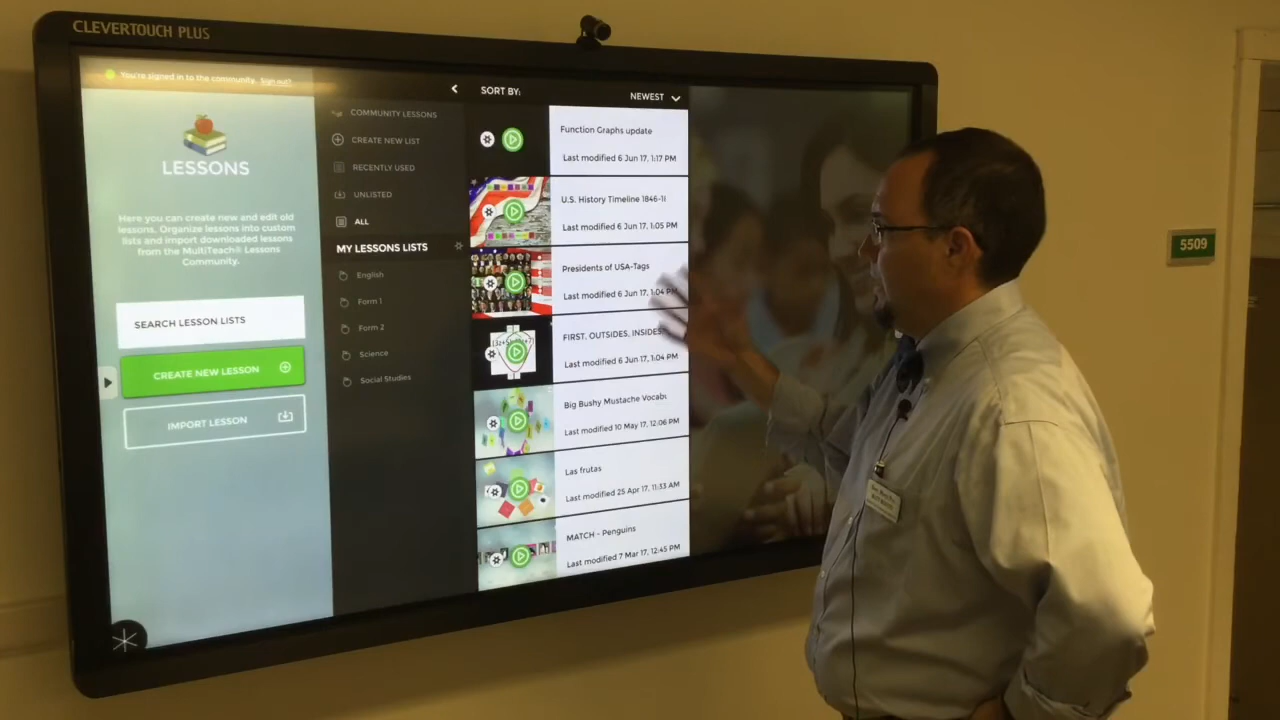 CLEVERTOUCH PLUS
You're signed in to the community. Sign out?
LESSONS
Here you can create new and edit old
lessons. Organize lessons into custom
lists and import downloaded lessons
from the MultiTeach® Lessons
Community.
SEARCH LESSON LISTS
CREATE NEW LESSON
IMPORT LESSON
COMMUNITY LESSONS
CREATE NEW LIST
RECENTLY USED
UNLISTED
ALL
MY LESSONS LISTS
English
Form 1
Form 2
Science
Social Studies
SORT BY:
NEWEST
Function Graphs update
Last modified 6 Jun 17, 1:17 PM
U.S. History Timeline 1846-
Last modified 6 Jun 17, 1:05 PM
Presidents of USA-Tags
Last modified 6 Jun 17, 1:04 PM
FIRST, OUTSIDES, INSIDES
Last modified 6 Jun 17, 1:04 PM
Big Bushy Mustache Vocab
Last modified 10 May 17, 12:06 PM
Las frutas
Last modified 25 Apr 17, 11:33 AM
MATCH - Penguins
Last modified 7 Mar 17, 12:45 PM
5509